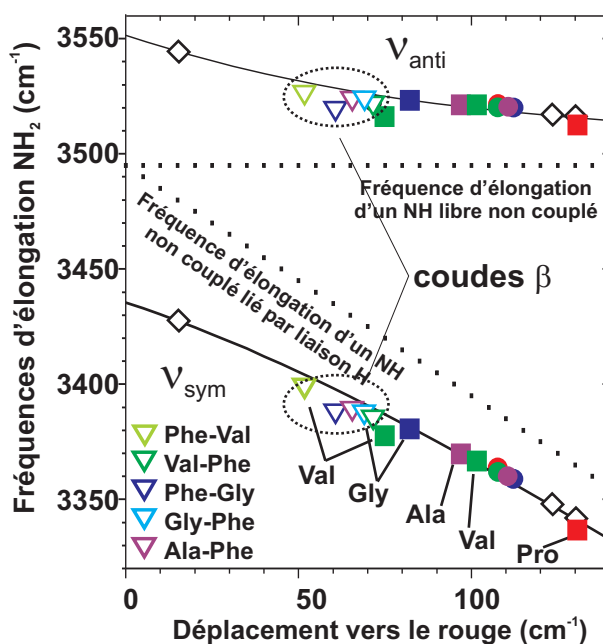 Fréquences d'élongation NH2 (cm-1)
3550
3500
3450
3400
3350
νanti
Fréquence d'élongation
d'un NH libre non couplé
Fréquence d'élongation d'un NH
non couplé lié par liaison H
coudes β
νsym
Phe-Val
Val-Phe
Phe-Gly
Gly-Phe
Ala-Phe
Val
Gly
Ala
Val
Pro
0
50
100
Déplacement vers le rouge (cm-1)